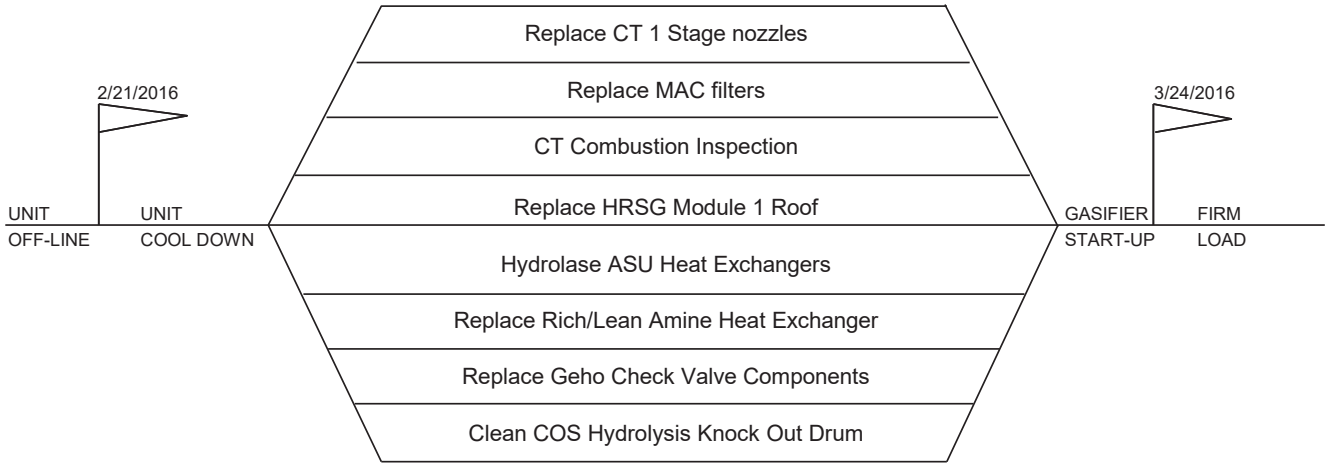 Replace CT 1 Stage nozzles
Replace MAC filters
CT Combustion Inspection
Replace HRSG Module 1 Roof
2/21/2016
3/24/2016
UNIT
OFF-LINE
UNIT
COOL DOWN
GASIFIER
START-UP
FIRM
LOAD
Hydrolase ASU Heat Exchangers
Replace Rich/Lean Amine Heat Exchanger
Replace Geho Check Valve Components
Clean COS Hydrolysis Knock Out Drum